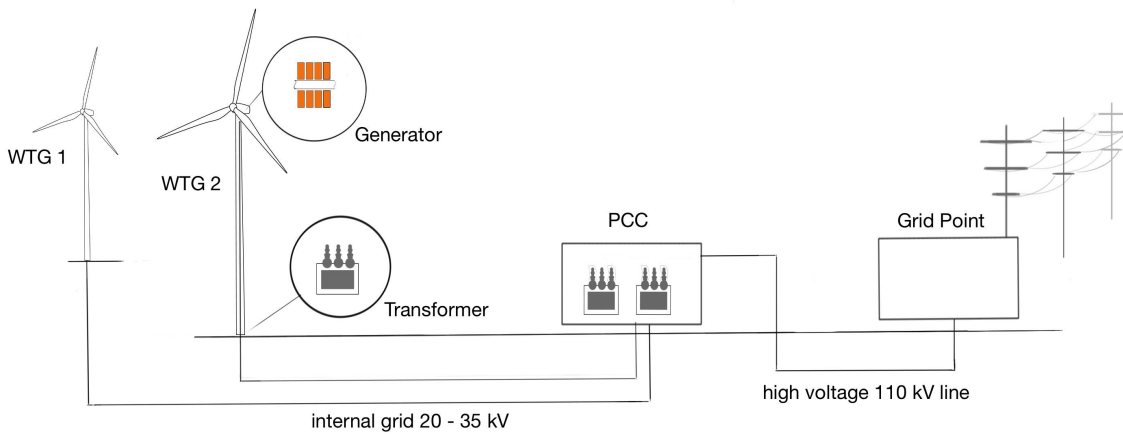 WTG 1
WTG 2
Generator
Transformer
PCC
Grid Point
internal grid 20 - 35 kV
high voltage 110 kV line